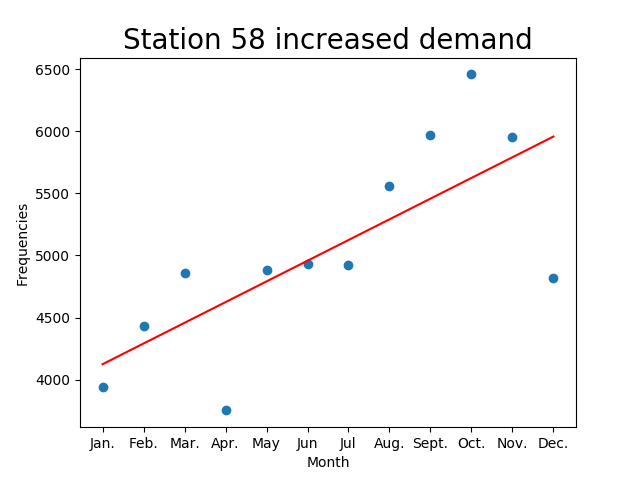 Station 58 increased demand
Frequencies
6500
6000
5500
5000
4500
4000
Jan. Feb. Mar. Apr. May Jun Jul Aug. Sept. Oct. Nov. Dec.
Month